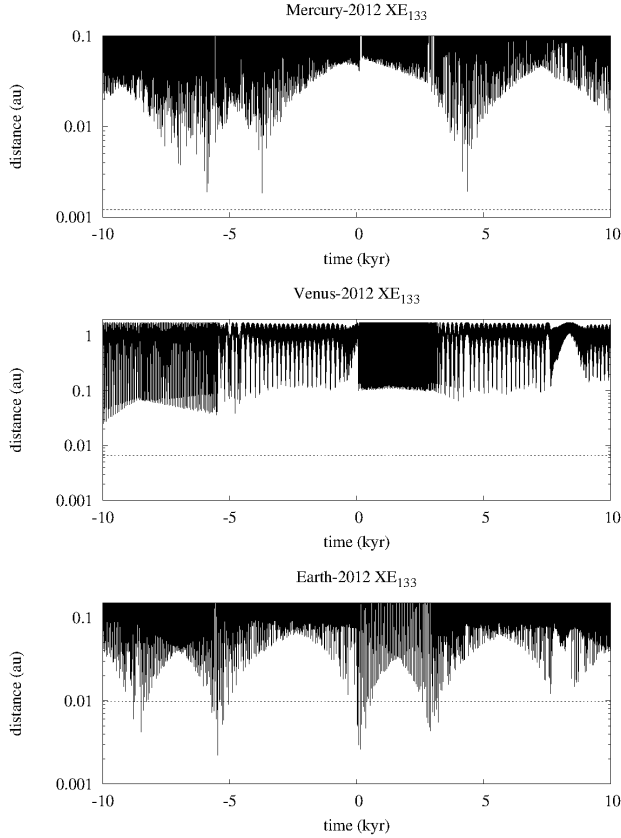 Mercury-2012 XE133
0.1
0.01
0.001
distance (au)
-10 -5 0 5 10
time (kyr)
Venus-2012 XE133
1
0.1
0.01
0.001
distance (au)
-10 -5 0 5 10
time (kyr)
Earth-2012 XE133
0.1
0.01
0.001
distance (au)
-10 -5 0 5 10
time (kyr)